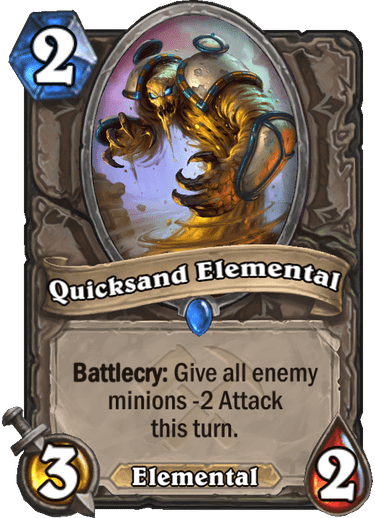 2
Quicksand Elemental
Battlecry: Give all enemy
minions -2 Attack
this turn.
3
Elemental
2